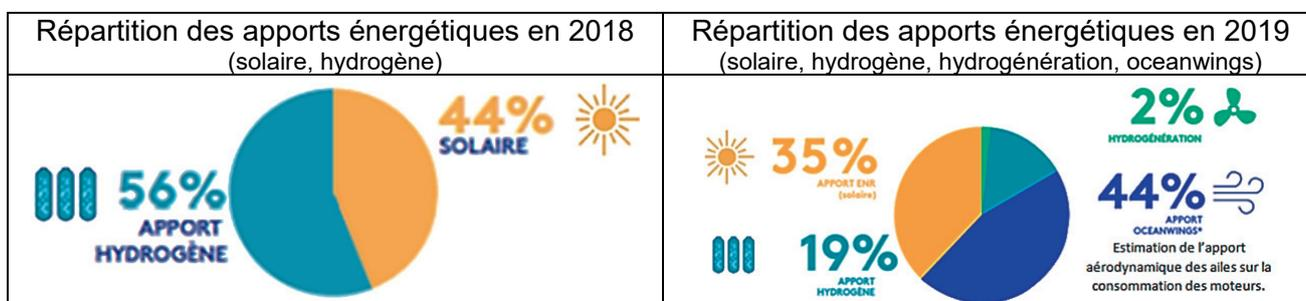 Répartition des apports énergétiques en 2018
(solaire, hydrogène)
44%
SOLAIRE
56%
APPORT
HYDROGÈNE
Répartition des apports énergétiques en 2019
(solaire, hydrogène, hydrogénération, oceanwings)
2%
HYDROGÉNÉRATION
35%
APPORT ENR
(solaire)
44%
APPORT
OCEANWINGS*
Estimation de l'apport
aérodynamique des ailes sur la
consommation des moteurs.
19%
APPORT
HYDROGÈNE